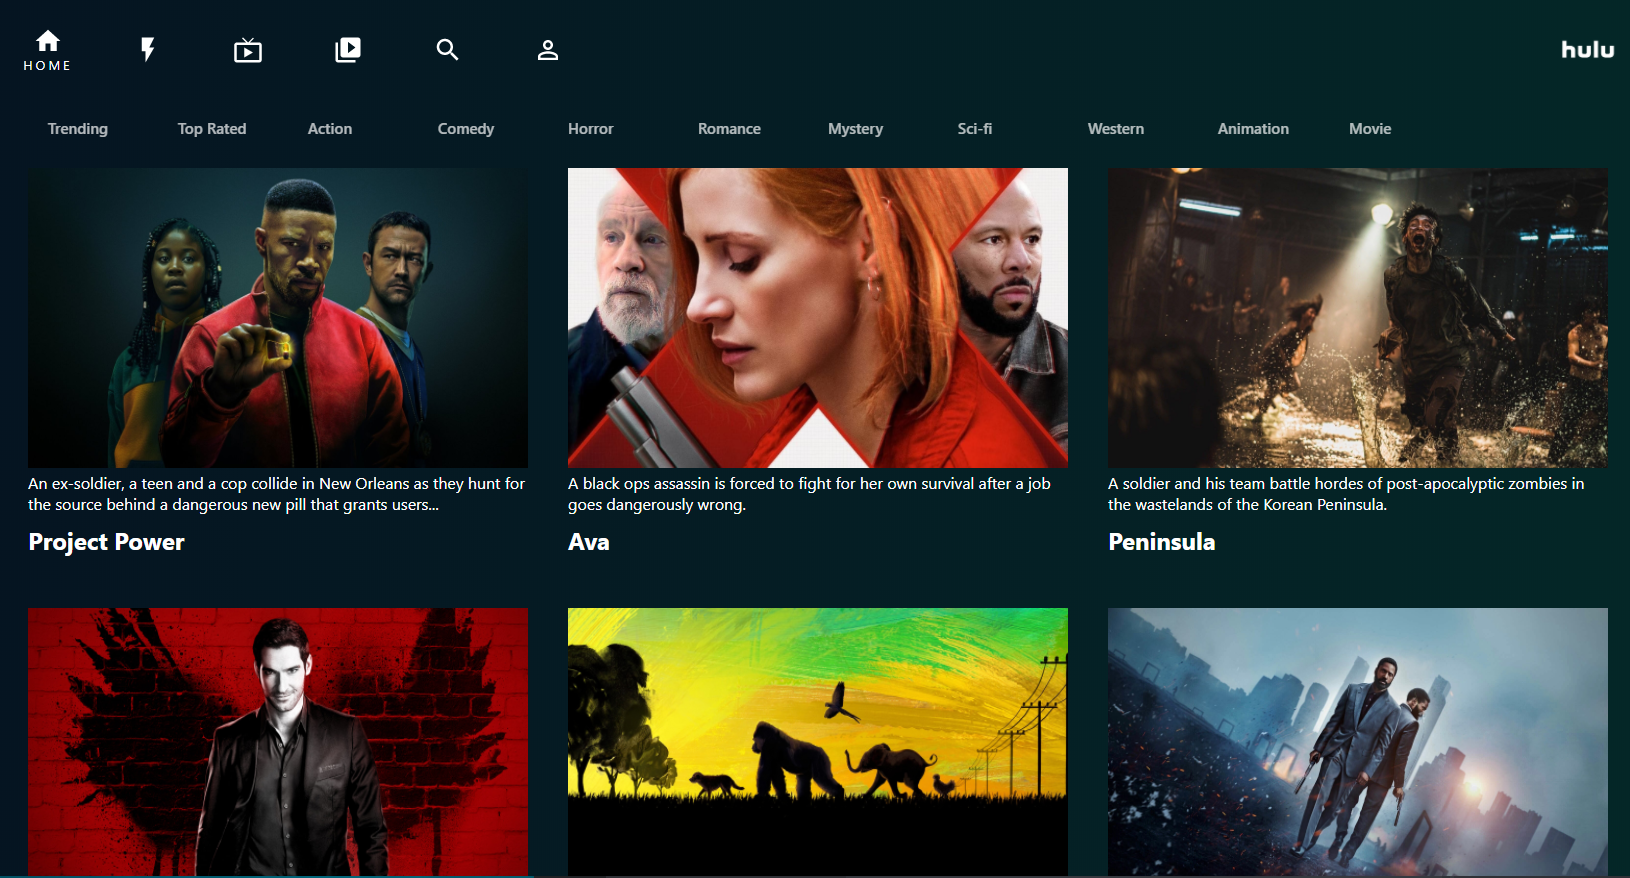 HOME
hulu
Trending Top Rated Action Comedy Horror Romance Mystery Sci-fi Western Animation Movie
An ex-soldier, a teen and a cop collide in New Orleans as they hunt for
the source behind a dangerous new pill that grants users...
Project Power
A black ops assassin is forced to fight for her own survival after a job
goes dangerously wrong.
Ava
A soldier and his team battle hordes of post-apocalyptic zombies in
the wastelands of the Korean Peninsula.
Peninsula